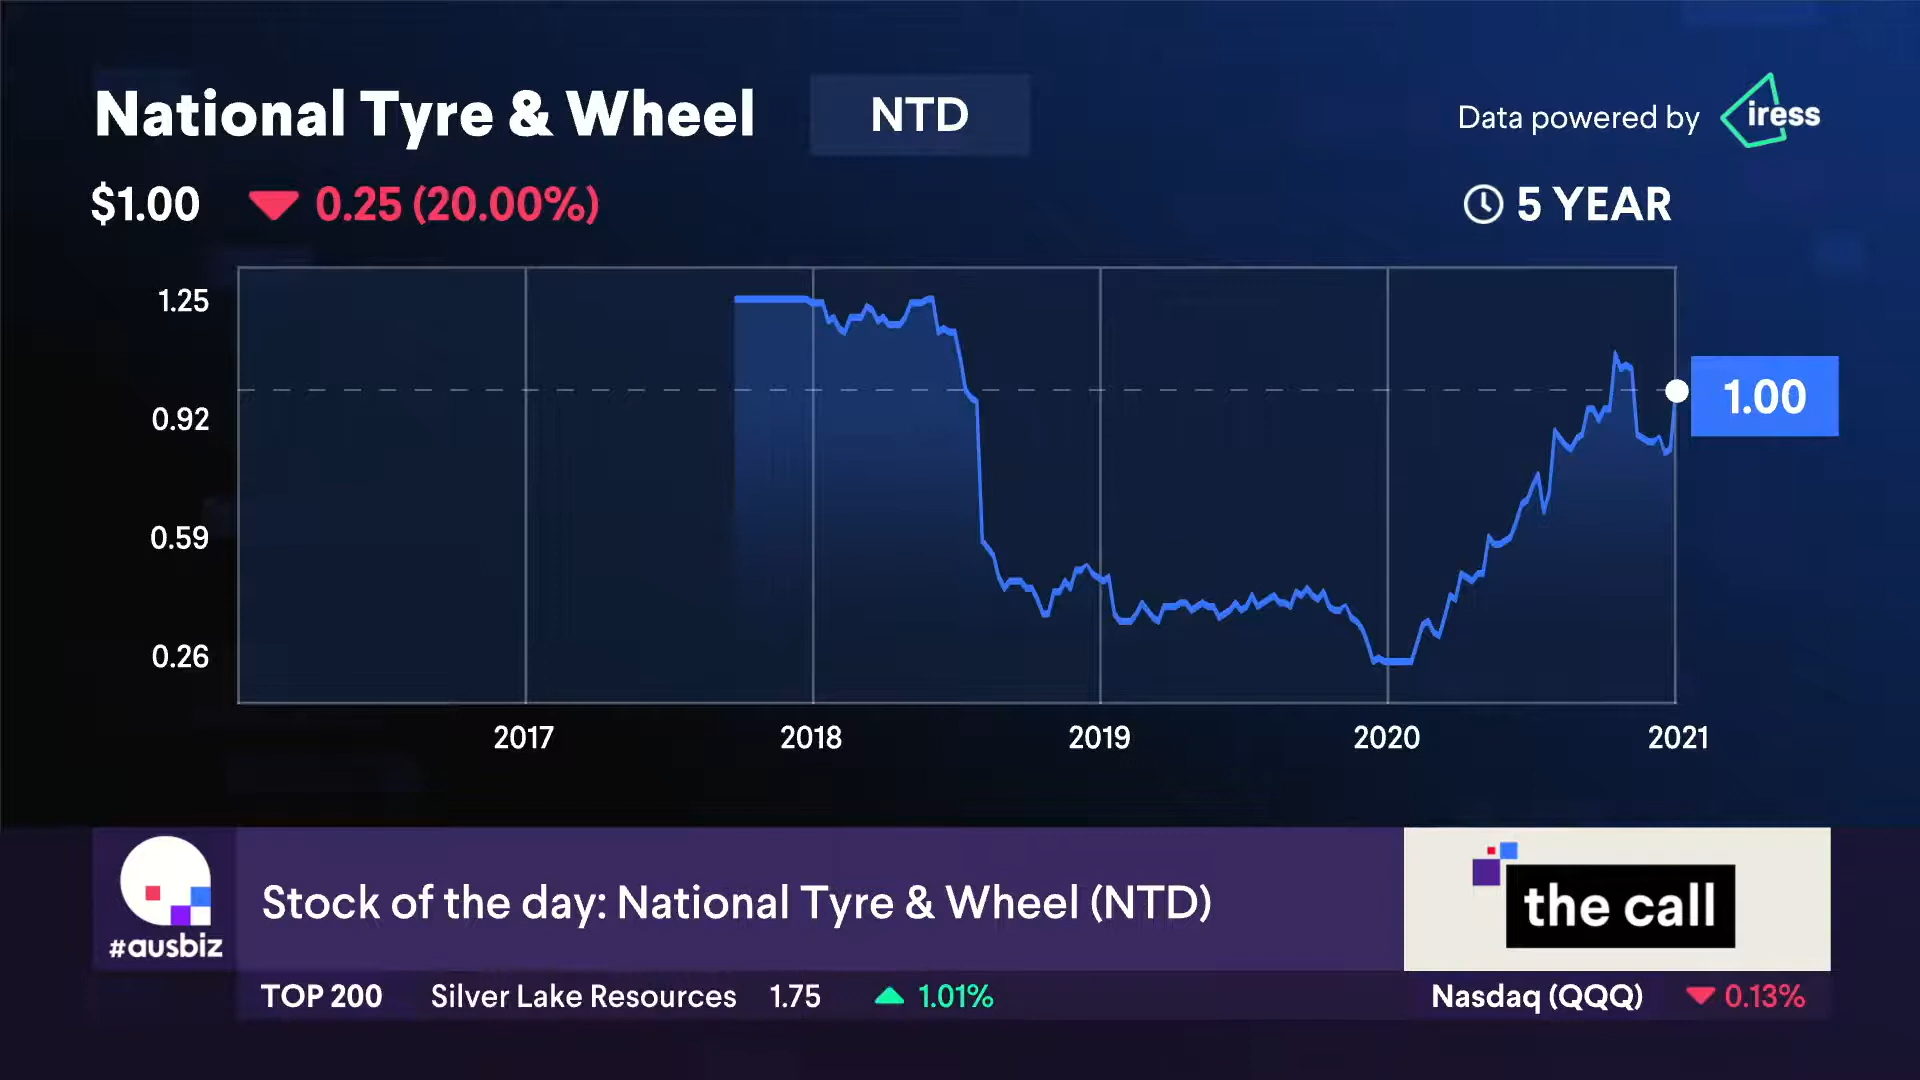 National Tyre & Wheel
NTD
Data powered by iress
$1.00
0.25 (20.00%)
5 YEAR
1.25
0.92
0.59
0.26
1.00
2017
2018
2019
2020
2021
#ausbiz
Stock of the day: National Tyre & Wheel (NTD)
the call
TOP 200 Silver Lake Resources 1.75 1.01%
Nasdaq (QQQ) 0.13%